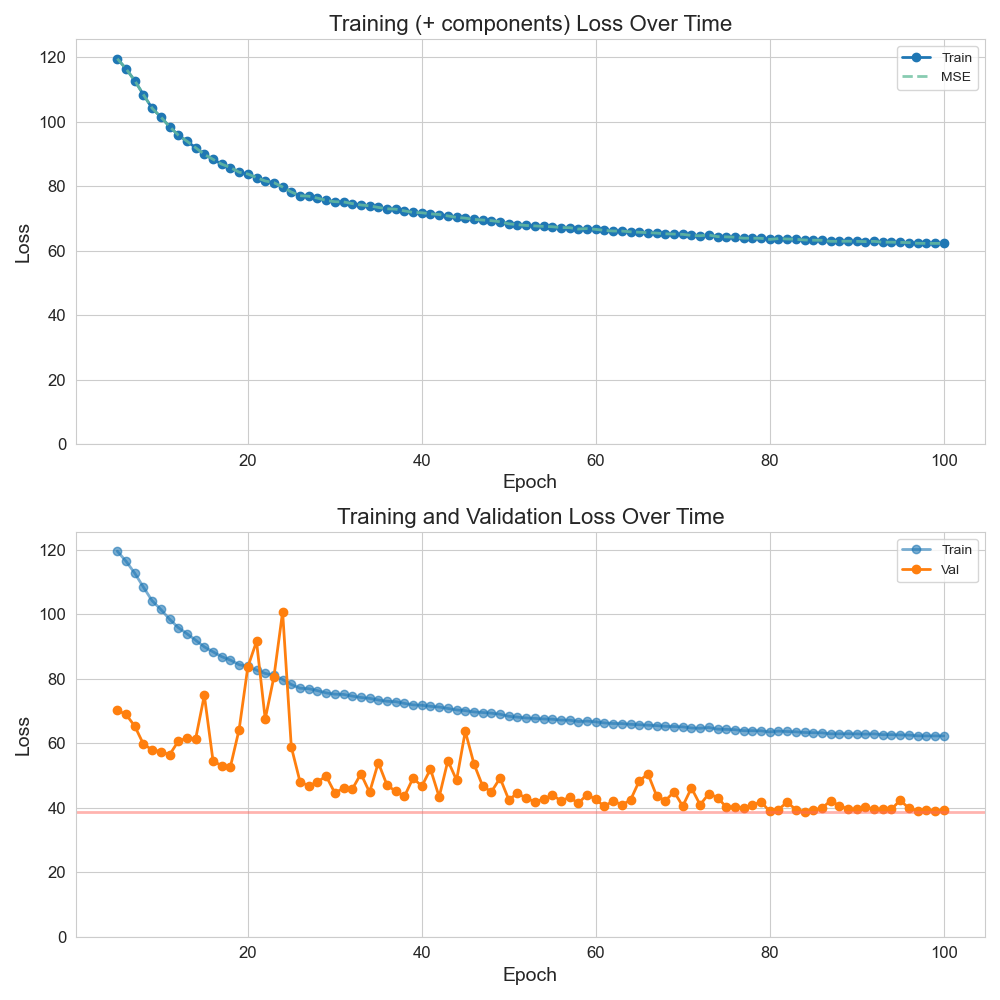 Training (+ components) Loss Over Time
120
100
80
60
40
20
0
Loss
Train
MSE
20 40 60 80 100
Epoch
Training and Validation Loss Over Time
120
100
80
60
40
20
0
Loss
Train
Val
20 40 60 80 100
Epoch